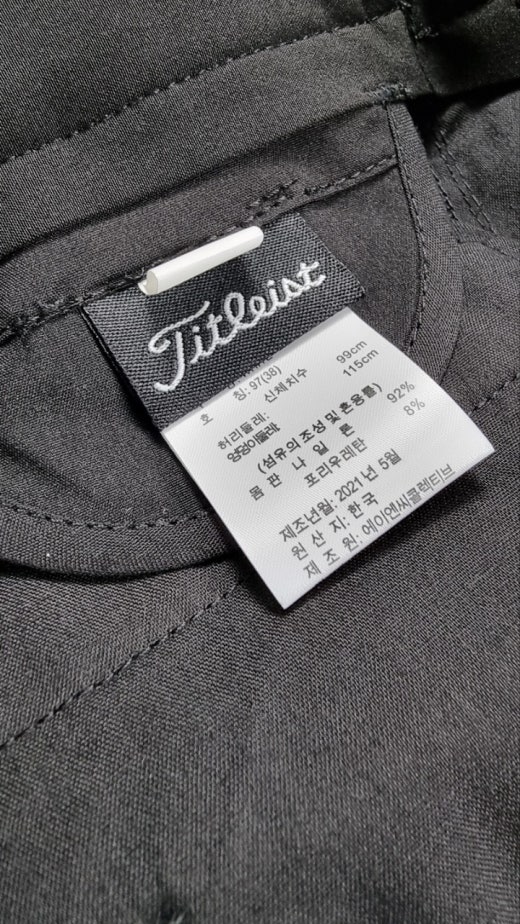 Titleist
호 칭: 97(38)
신체치수
허리둘레: 99cm
엉덩이둘레: 115cm
(섬유의 조성 및 혼용률)
몸 판 나 일 론 92%
폴리우레탄 8%
제조년월: 2021년 5월
원 산 지: 한국
제 조 원: 에이엔씨콜렉티브